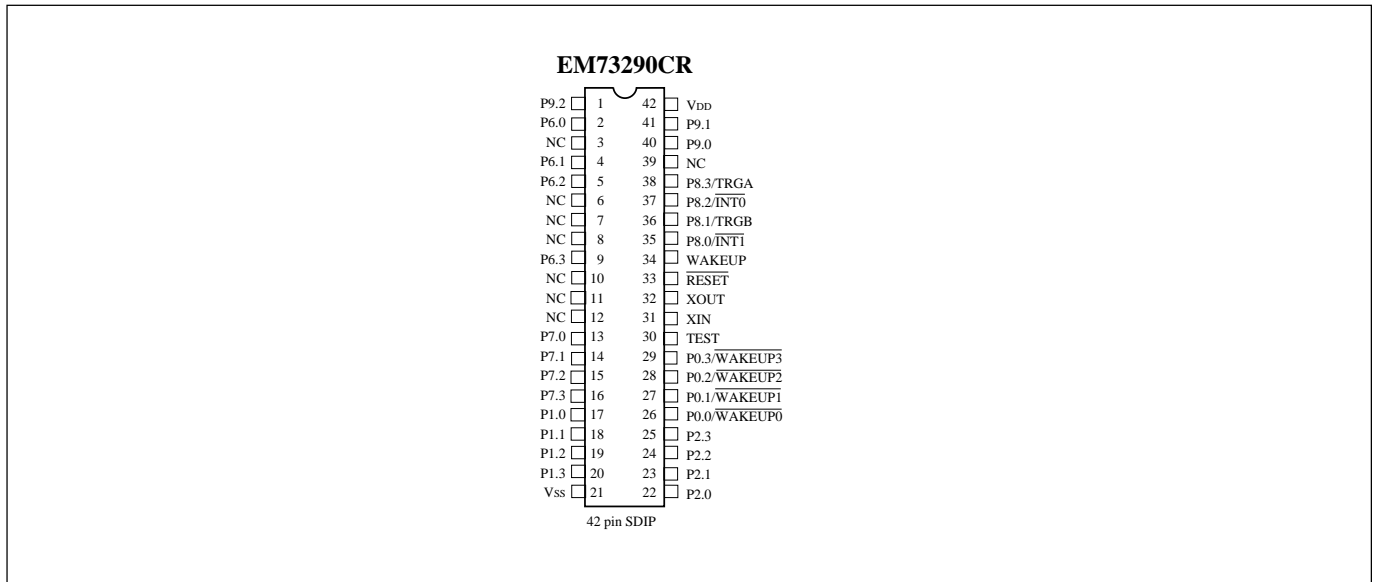 EM73290CR
P9.2 1 42 VDD
P6.0 2 41 P9.1
NC 3 40 P9.0
P6.1 4 39 NC
P6.2 5 38 P8.3/TRGA
NC 6 37 P8.2/INT0
NC 7 36 P8.1/TRGB
NC 8 35 P8.0/INT1
P6.3 9 34 WAKEUP
NC 10 33 RESET
NC 11 32 XOUT
NC 12 31 XIN
P7.0 13 30 TEST
P7.1 14 29 P0.3/WAKEUP3
P7.2 15 28 P0.2/WAKEUP2
P7.3 16 27 P0.1/WAKEUP1
P1.0 17 26 P0.0/WAKEUP0
P1.1 18 25 P2.3
P1.2 19 24 P2.2
P1.3 20 23 P2.1
Vss 21 22 P2.0
42 pin SDIP